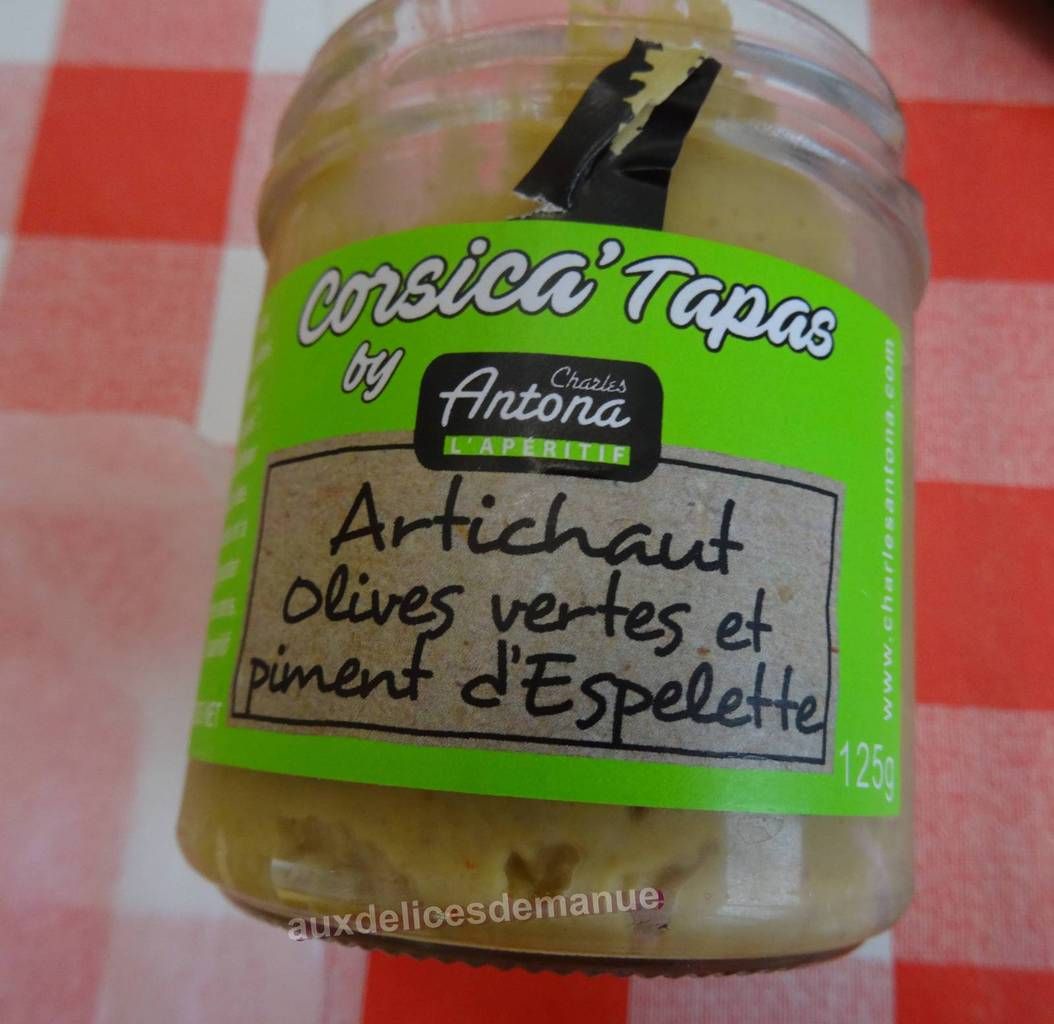 Corsica' Tapas
by
Charles
Antona
L'APÉRITIF
Artichaut
Olives vertes et
piment d'Espelette
www.charlesantona.com
125g
auxdelicesdemanue